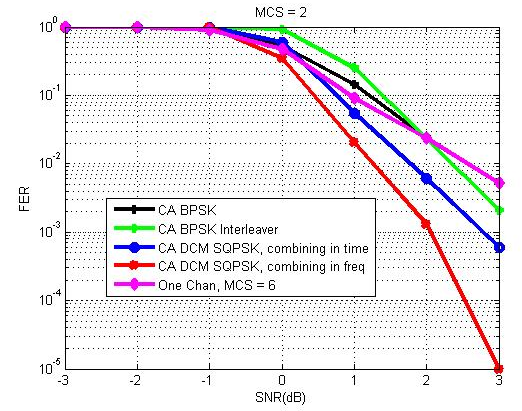 MCS = 2
10^0
10^-1
10^-2
10^-3
10^-4
10^-5
FER
CA BPSK
CA BPSK Interleaver
CA DCM SQPSK, combining in time
CA DCM SQPSK, combining in freq
One Chan, MCS = 6
-3 -2 -1 0 1 2 3
SNR(dB)